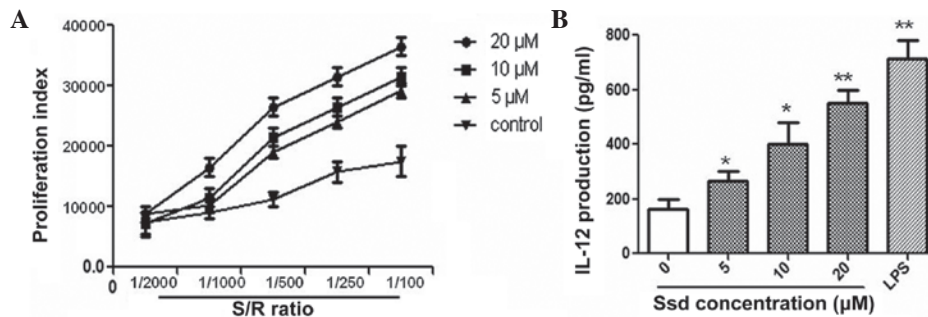 A
Proliferation index
40000
30000
20000
10000
0.0
0
1/2000
1/1000
1/500
1/250
1/100
S/R ratio
20 µM
10 µM
5 µM
control
B
IL-12 production (pg/ml)
800
600
400
200
0
*
*
**
**
0
5
10
20
LPS
Ssd concentration (µM)